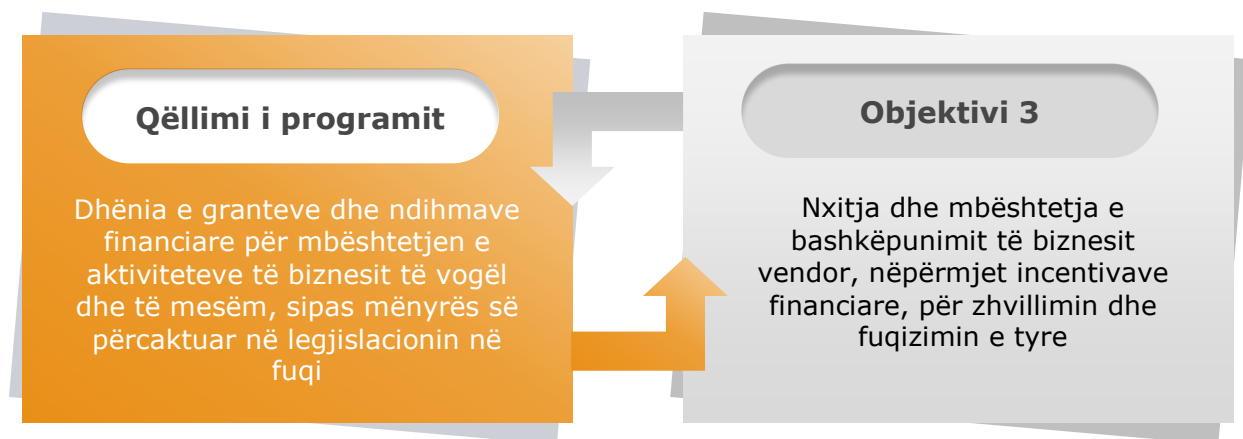 Qëllimi i programit
Dhënia e granteve dhe ndihmave
financiare për mbështetjen e
aktiviteteve të biznesit të vogël
dhe të mesëm, sipas mënyrës së
përcaktuar në legjislacionin në
fuqi
Objektivi 3
Nxitja dhe mbështetja e
bashkëpunimit të biznesit
vendor, nëpërmjet incentivave
financiare, për zhvillimin dhe
fuqizimin e tyre